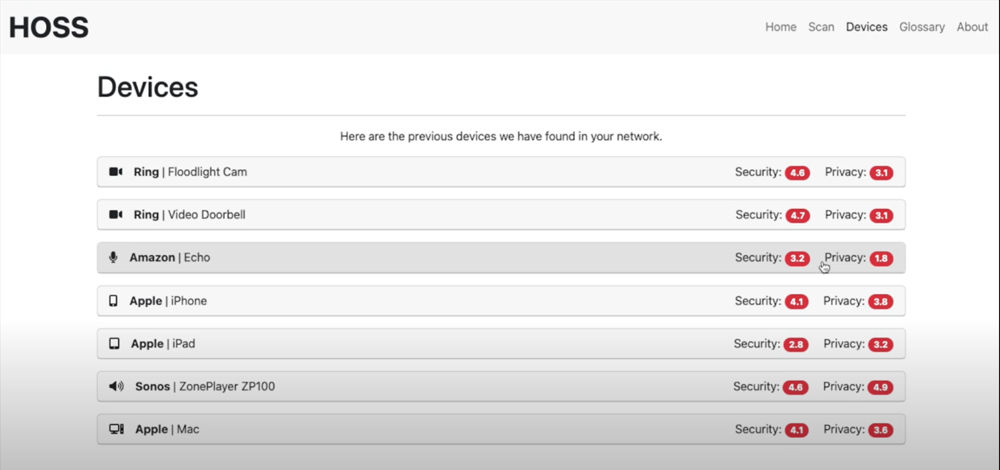 HOSS
Home Scan Devices Glossary About
Devices
Here are the previous devices we have found in your network.
Ring | Floodlight Cam Security: 4.6 Privacy: 3.1
Ring | Video Doorbell Security: 4.7 Privacy: 3.1
Amazon | Echo Security: 3.2 Privacy: 1.8
Apple | iPhone Security: 4.1 Privacy: 3.8
Apple | iPad Security: 2.8 Privacy: 3.2
Sonos | ZonePlayer ZP100 Security: 4.6 Privacy: 4.9
Apple | Mac Security: 4.1 Privacy: 3.6